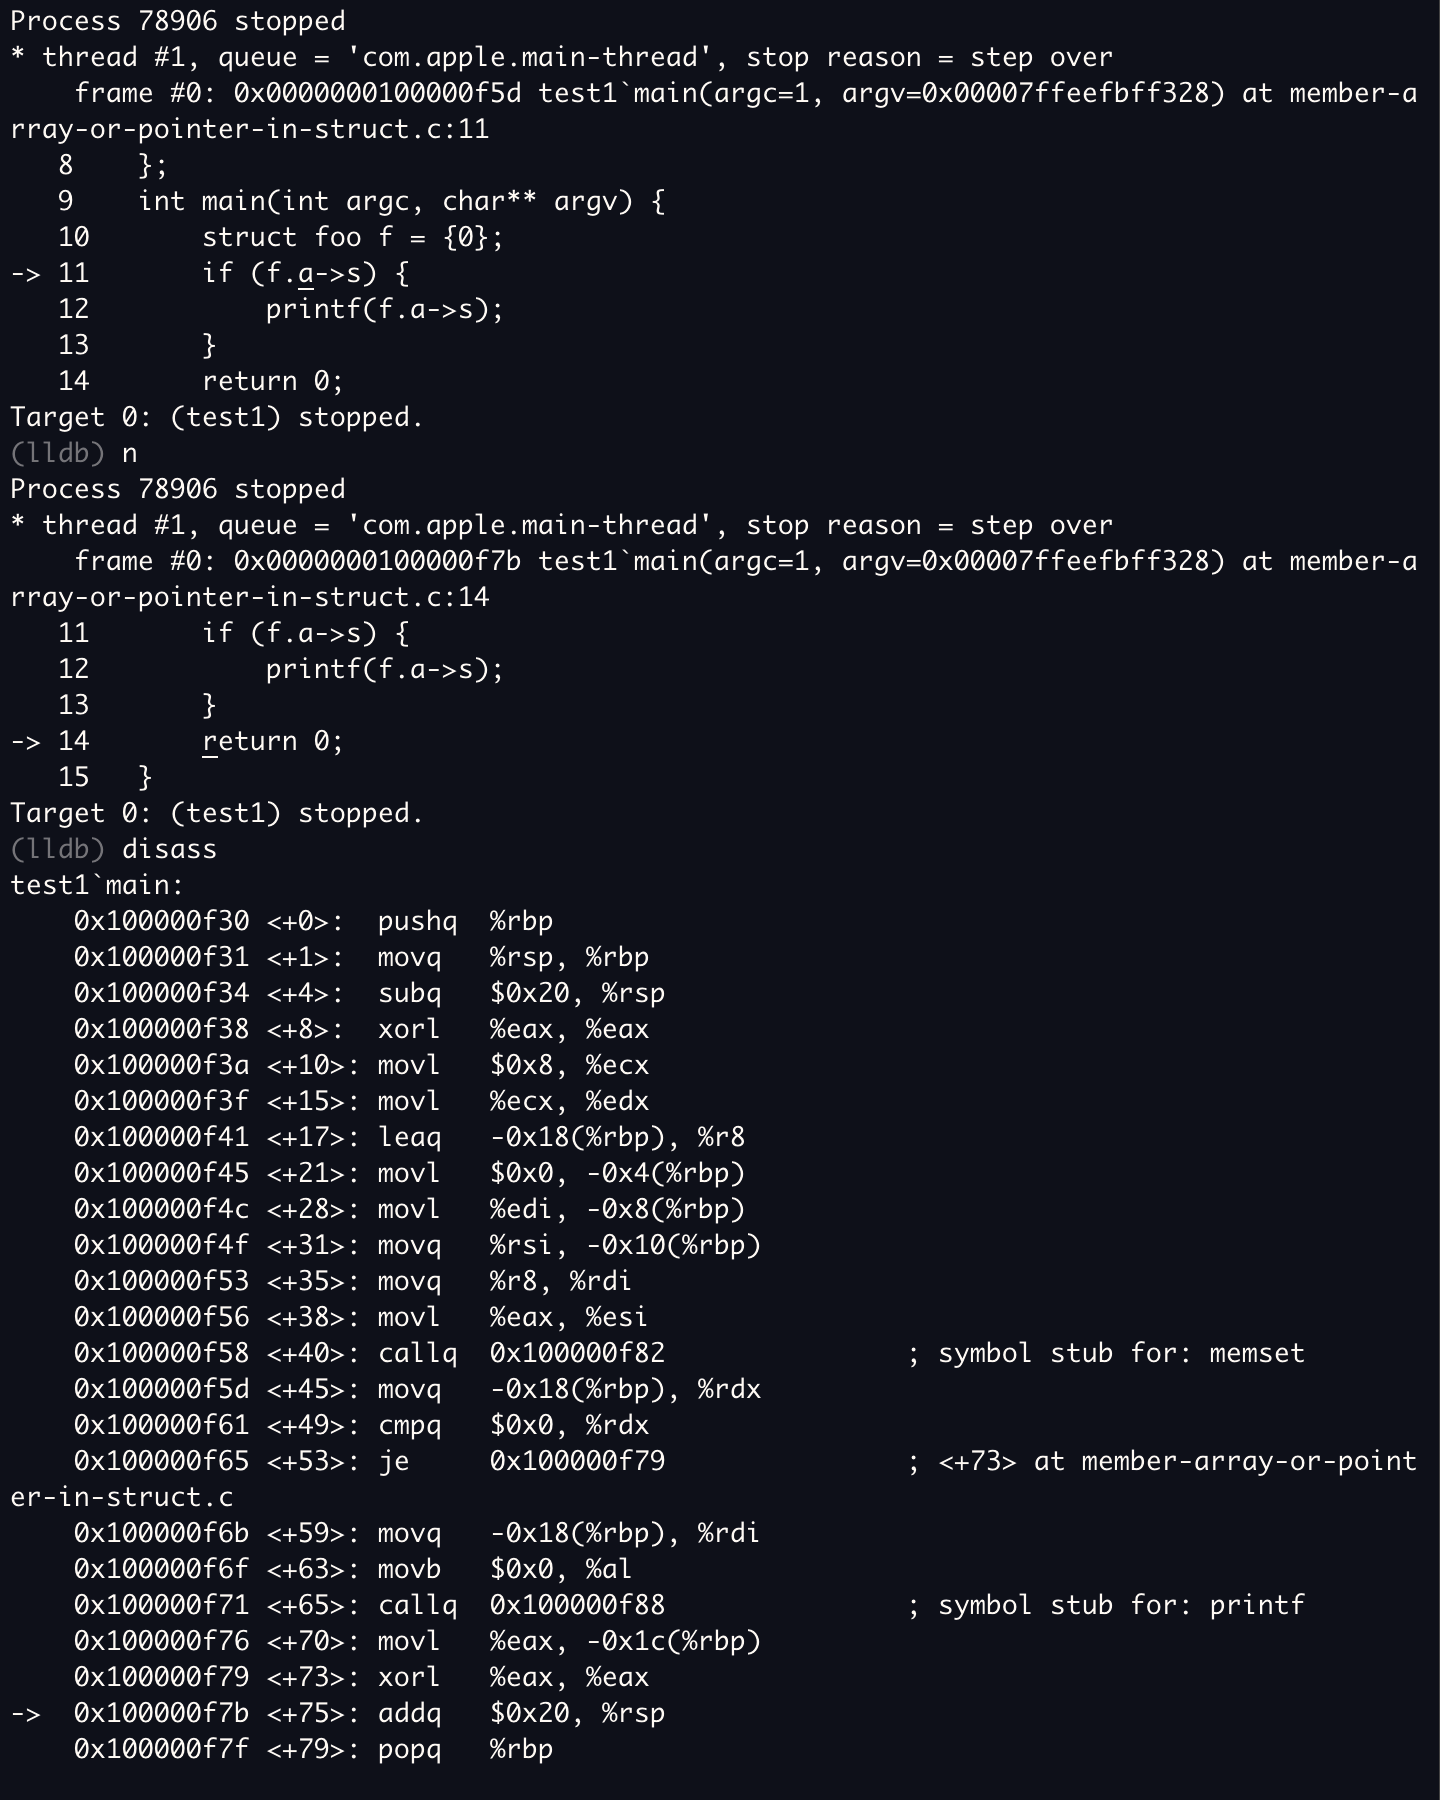 Process 78906 stopped
* thread #1, queue = 'com.apple.main-thread', stop reason = step over
    frame #0: 0x0000000100000f5d test1`main(argc=1, argv=0x00007ffeefbff328) at member-a
rray-or-pointer-in-struct.c:11
   8    };
   9    int main(int argc, char** argv) {
   10       struct foo f = {0};
-> 11       if (f.a->s) {
   12           printf(f.a->s);
   13       }
   14       return 0;
Target 0: (test1) stopped.
(lldb) n
Process 78906 stopped
* thread #1, queue = 'com.apple.main-thread', stop reason = step over
    frame #0: 0x0000000100000f7b test1`main(argc=1, argv=0x00007ffeefbff328) at member-a
rray-or-pointer-in-struct.c:14
   11       if (f.a->s) {
   12           printf(f.a->s);
   13       }
-> 14       return 0;
   15   }
Target 0: (test1) stopped.
(lldb) disass
test1`main:
    0x100000f30 <+0>:  pushq  %rbp
    0x100000f31 <+1>:  movq   %rsp, %rbp
    0x100000f34 <+4>:  subq   $0x20, %rsp
    0x100000f38 <+8>:  xorl   %eax, %eax
    0x100000f3a <+10>: movl   $0x8, %ecx
    0x100000f3f <+15>: movl   %ecx, %edx
    0x100000f41 <+17>: leaq   -0x18(%rbp), %r8
    0x100000f45 <+21>: movl   $0x0, -0x4(%rbp)
    0x100000f4c <+28>: movl   %edi, -0x8(%rbp)
    0x100000f4f <+31>: movq   %rsi, -0x10(%rbp)
    0x100000f53 <+35>: movq   %r8, %rdi
    0x100000f56 <+38>: movl   %eax, %esi
    0x100000f58 <+40>: callq  0x100000f82               ; symbol stub for: memset
    0x100000f5d <+45>: movq   -0x18(%rbp), %rdx
    0x100000f61 <+49>: cmpq   $0x0, %rdx
    0x100000f65 <+53>: je     0x100000f79               ; <+73> at member-array-or-point
er-in-struct.c
    0x100000f6b <+59>: movq   -0x18(%rbp), %rdi
    0x100000f6f <+63>: movb   $0x0, %al
    0x100000f71 <+65>: callq  0x100000f88               ; symbol stub for: printf
    0x100000f76 <+70>: movl   %eax, -0x1c(%rbp)
    0x100000f79 <+73>: xorl   %eax, %eax
->  0x100000f7b <+75>: addq   $0x20, %rsp
    0x100000f7f <+79>: popq   %rbp